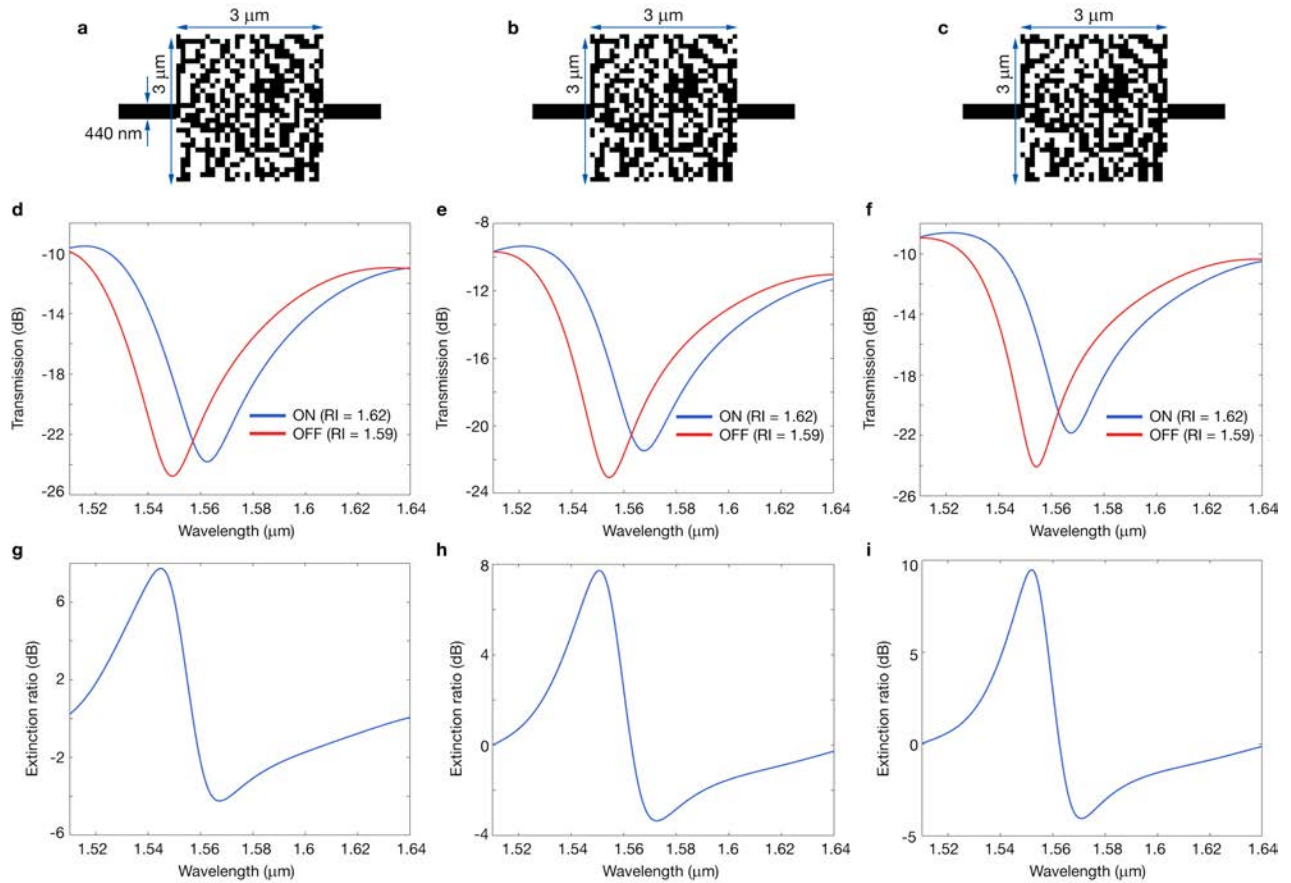 a
3 μm
3 μm
440 nm
b
3 μm
3 μm
c
3 μm
3 μm
d
-10
-14
-18
-22
-26
Transmission (dB)
ON (RI = 1.62)
OFF (RI = 1.59)
1.52 1.54 1.56 1.58 1.6 1.62 1.64
Wavelength (μm)
e
-8
-12
-16
-20
-24
Transmission (dB)
ON (RI = 1.62)
OFF (RI = 1.59)
1.52 1.54 1.56 1.58 1.6 1.62 1.64
Wavelength (μm)
f
-10
-14
-18
-22
-26
Transmission (dB)
ON (RI = 1.62)
OFF (RI = 1.59)
1.52 1.54 1.56 1.58 1.6 1.62 1.64
Wavelength (μm)
g
6
2
-2
-6
Extinction ratio (dB)
1.52 1.54 1.56 1.58 1.6 1.62 1.64
Wavelength (μm)
h
8
4
0
-4
Extinction ratio (dB)
1.52 1.54 1.56 1.58 1.6 1.62 1.64
Wavelength (μm)
i
10
5
0
-5
Extinction ratio (dB)
1.52 1.54 1.56 1.58 1.6 1.62 1.64
Wavelength (μm)